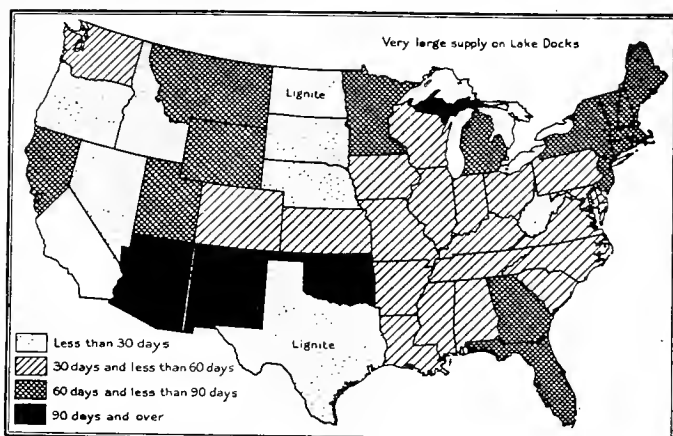 Very large supply on Lake Docks
Lignite
Lignite
Less than 30 days
30 days and less than 60 days
60 days and less than 90 days
90 days and over